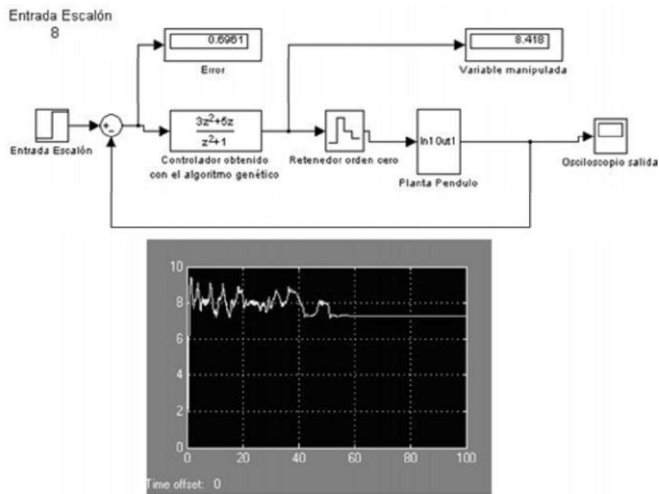 Entrada Escalón
8
0.6961
Error
8.418
Variable manipulada
+
-
Entrada Escalón
3z²+5z
z²+1
Controlador obtenido
con el algoritmo genético
Retenedor orden cero
In1 Out1
Planta Pendulo
Osciloscopio salida
10
8
6
4
2
0
0 20 40 60 80 100
Time offset: 0